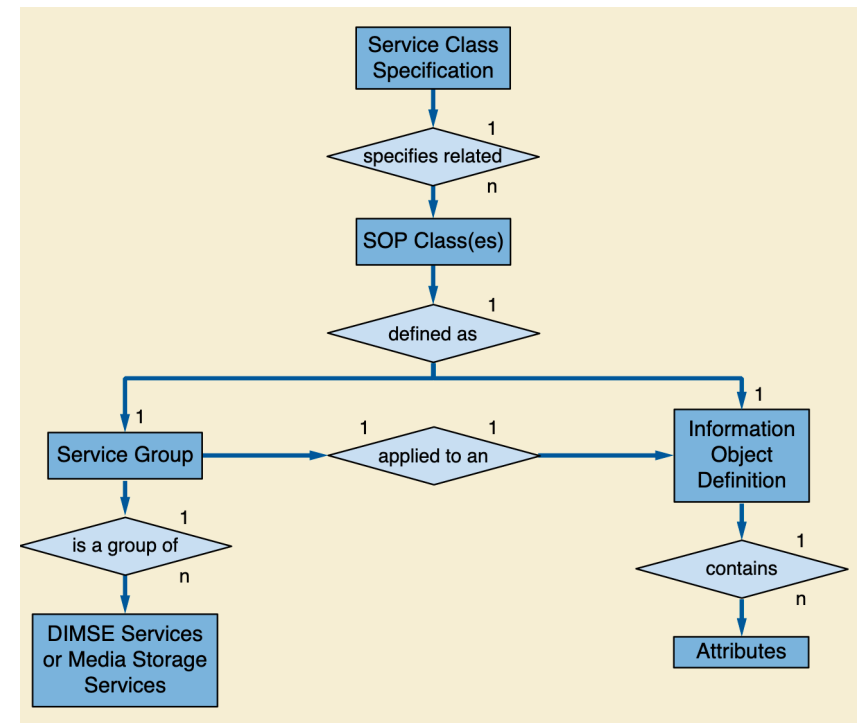 Service Class
Specification
1
specifies related
n
SOP Class(es)
1
defined as
1
1
Service Group
1
1
applied to an
Information
Object
Definition
1
is a group of
n
1
contains
n
DIMSE Services
or Media Storage
Services
Attributes